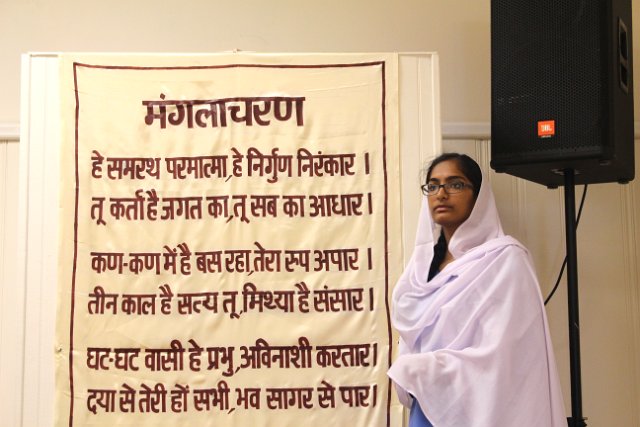 मंगलाचरण
हे समरथ परमात्मा,हे निर्गुण निरंकार ।
तू कर्ता है जगत का,तू सब का आधार ।
कण-कण में है बस रहा,तेरा रुप अपार ।
तीन काल है सत्य तू,मिथ्या है संसार ।
घट-घट वासी हे प्रभु,अविनाशी करतार।
दया से तेरी हों सभी,भव सागर से पार।
JBL